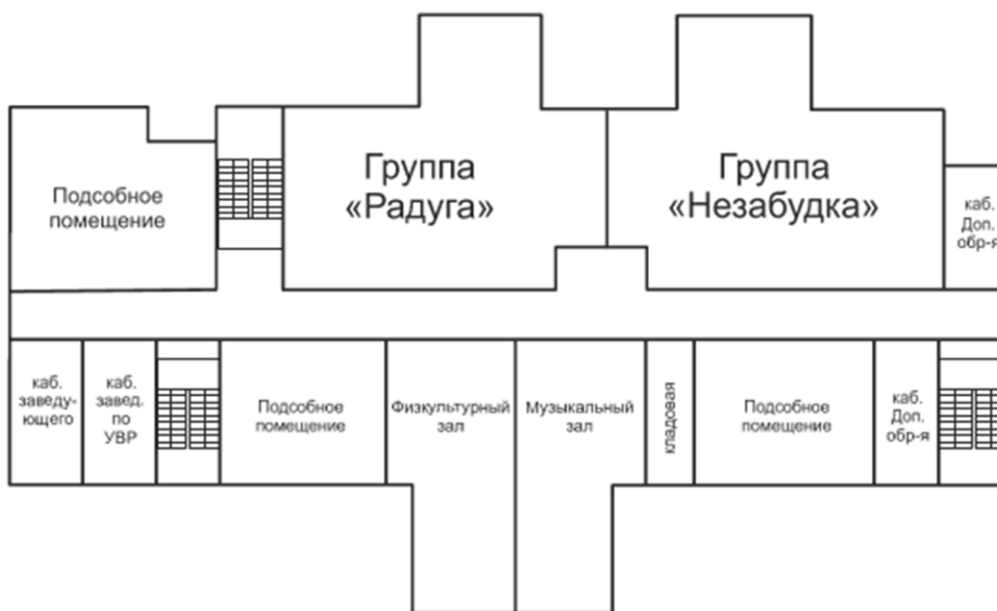 Группа
«Радуга»
Группа
«Незабудка»
Подсобное
помещение
каб.
Доп.
обр-я
каб.
заведу-
ющего
каб.
завед.
по
УВР
Подсобное
помещение
Физкультурный
зал
Музыкальный
зал
кладовая
Подсобное
помещение
каб.
Доп.
обр-я